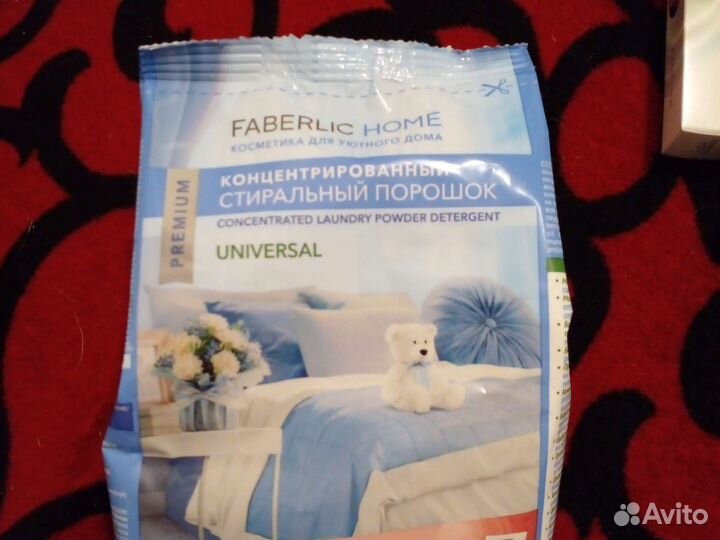 FABERLIC HOME
КОСМЕТИКА ДЛЯ УЮТНОГО ДОМА
PREMIUM
КОНЦЕНТРИРОВАННЫЙ
СТИРАЛЬНЫЙ ПОРОШОК
CONCENTRATED LAUNDRY POWDER DETERGENT
UNIVERSAL
Avito